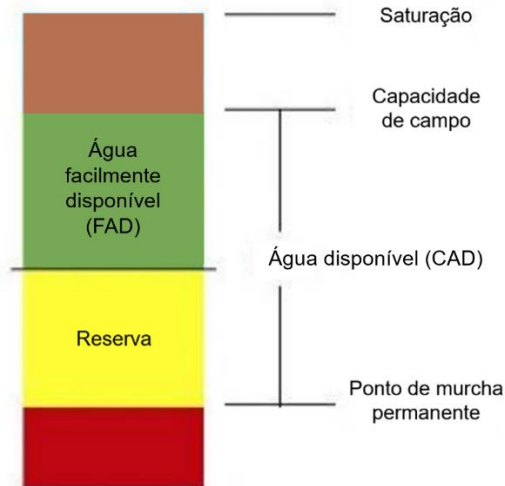 Saturação
Capacidade
de campo
Água
facilmente
disponível
(FAD)
Água disponível (CAD)
Reserva
Ponto de murcha
permanente